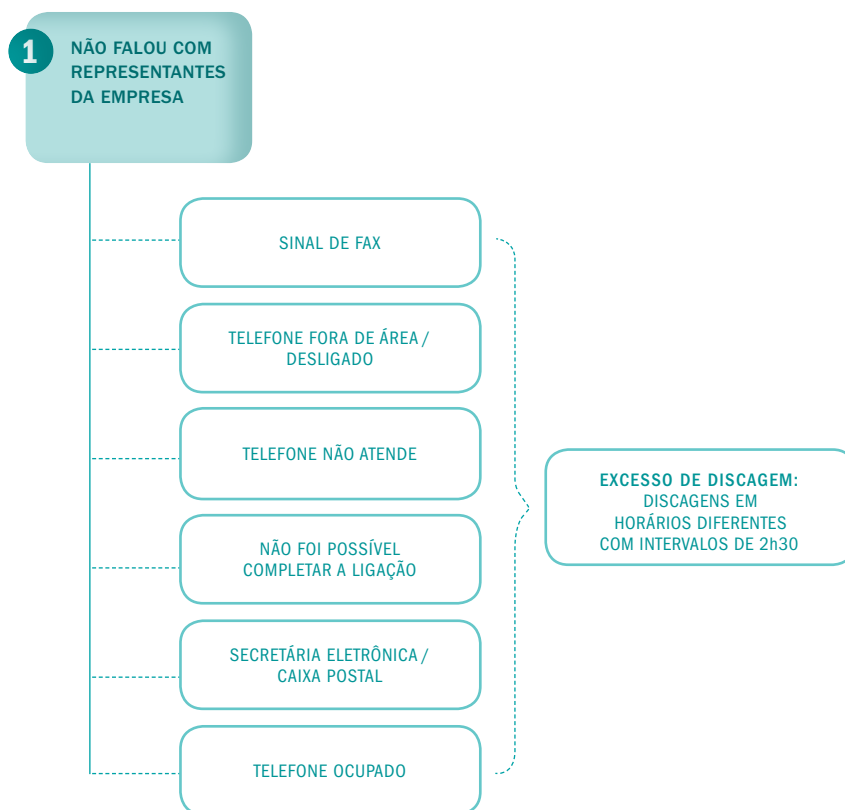 1
NÃO FALOU COM
REPRESENTANTES
DA EMPRESA
SINAL DE FAX
TELEFONE FORA DE ÁREA /
DESLIGADO
TELEFONE NÃO ATENDE
NÃO FOI POSSÍVEL
COMPLETAR A LIGAÇÃO
SECRETÁRIA ELETRÔNICA /
CAIXA POSTAL
TELEFONE OCUPADO
EXCESSO DE DISCAGEM:
DISCAGENS EM
HORÁRIOS DIFERENTES
COM INTERVALOS DE 2h30